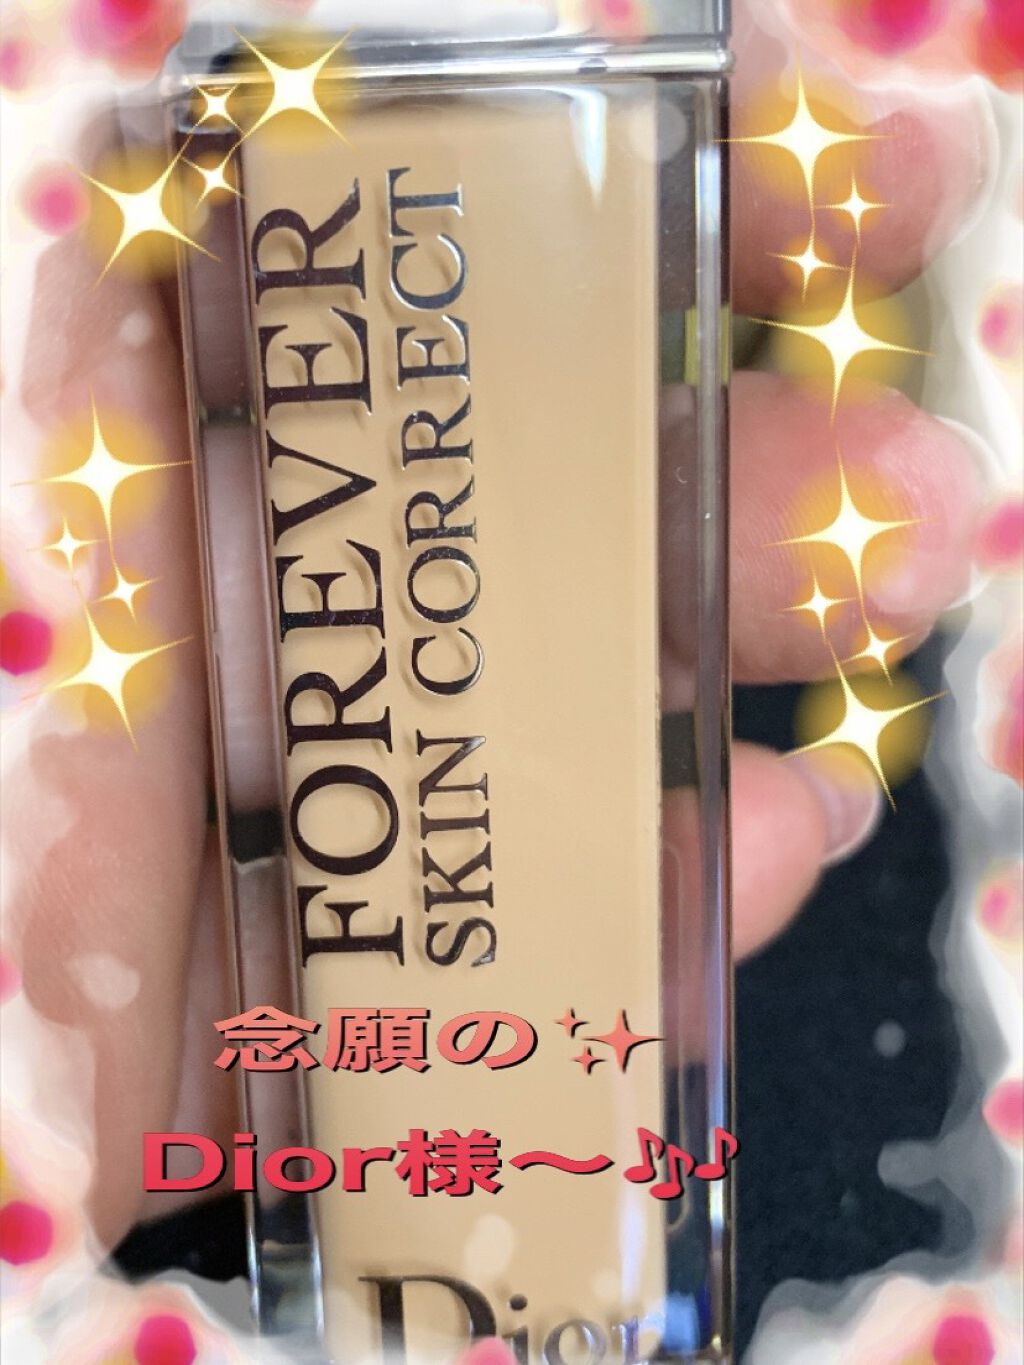 FOREVER
SKIN CORRECT
念願の✨
Dior様～🎶
Dior